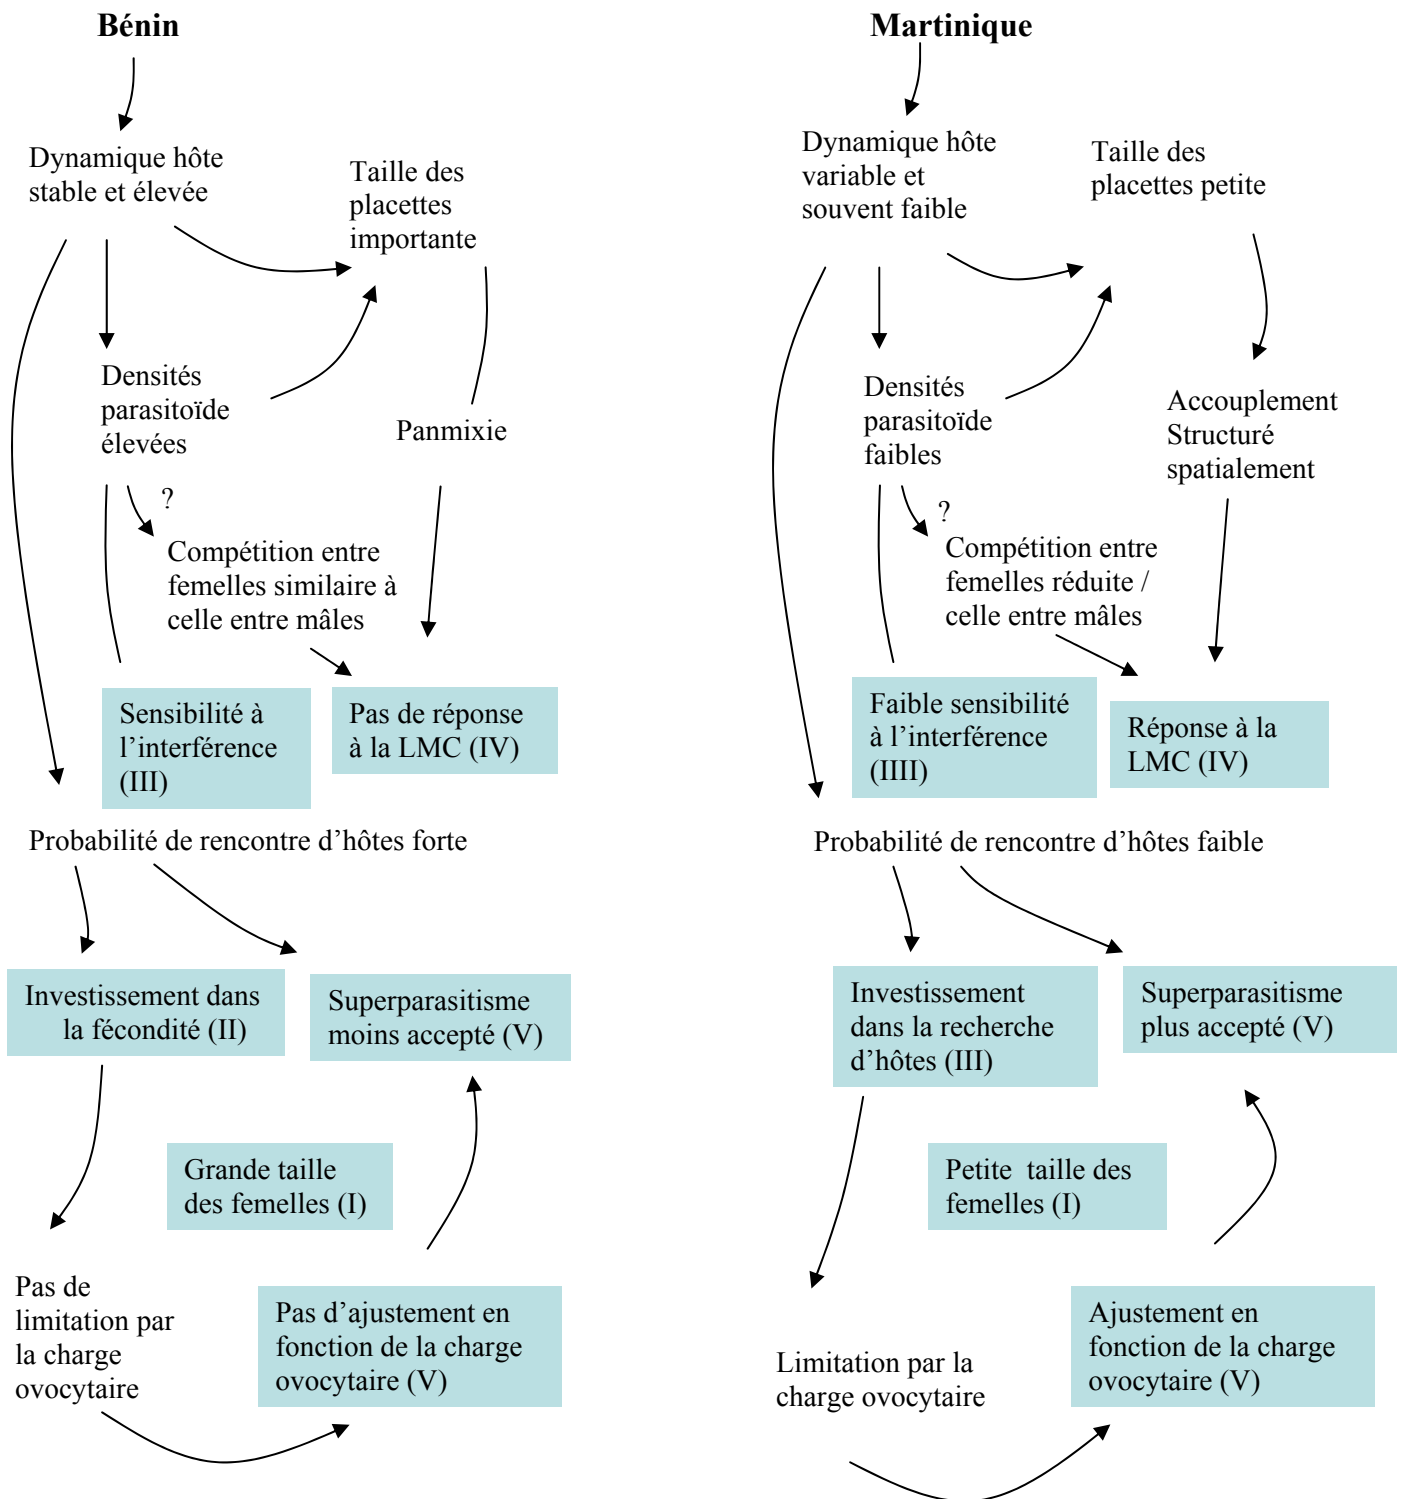 Bénin
Dynamique hôte
stable et élevée
Taille des
placettes
importante
Densités
parasitoïde
élevées
Panmixie
?
Compétition entre
femelles similaire à
celle entre mâles
Sensibilité à
l’interférence
(III)
Pas de réponse
à la LMC (IV)
Probabilité de rencontre d’hôtes forte
Investissement dans
la fécondité (II)
Superparasitisme
moins accepté (V)
Grande taille
des femelles (I)
Pas de
limitation par
la charge
ovocytaire
Pas d’ajustement en
fonction de la charge
ovocytaire (V)
Martinique
Dynamique hôte
variable et
souvent faible
Taille des
placettes petite
Densités
parasitoïde
faibles
Accouplement
Structuré
spatialement
?
Compétition entre
femelles réduite /
celle entre mâles
Faible sensibilité
à l’interférence
(IIII)
Réponse à la
LMC (IV)
Probabilité de rencontre d’hôtes faible
Investissement
dans la recherche
d’hôtes (III)
Superparasitisme
plus accepté (V)
Petite  taille des
femelles (I)
Limitation par la
charge ovocytaire
Ajustement en
fonction de la charge
ovocytaire (V)